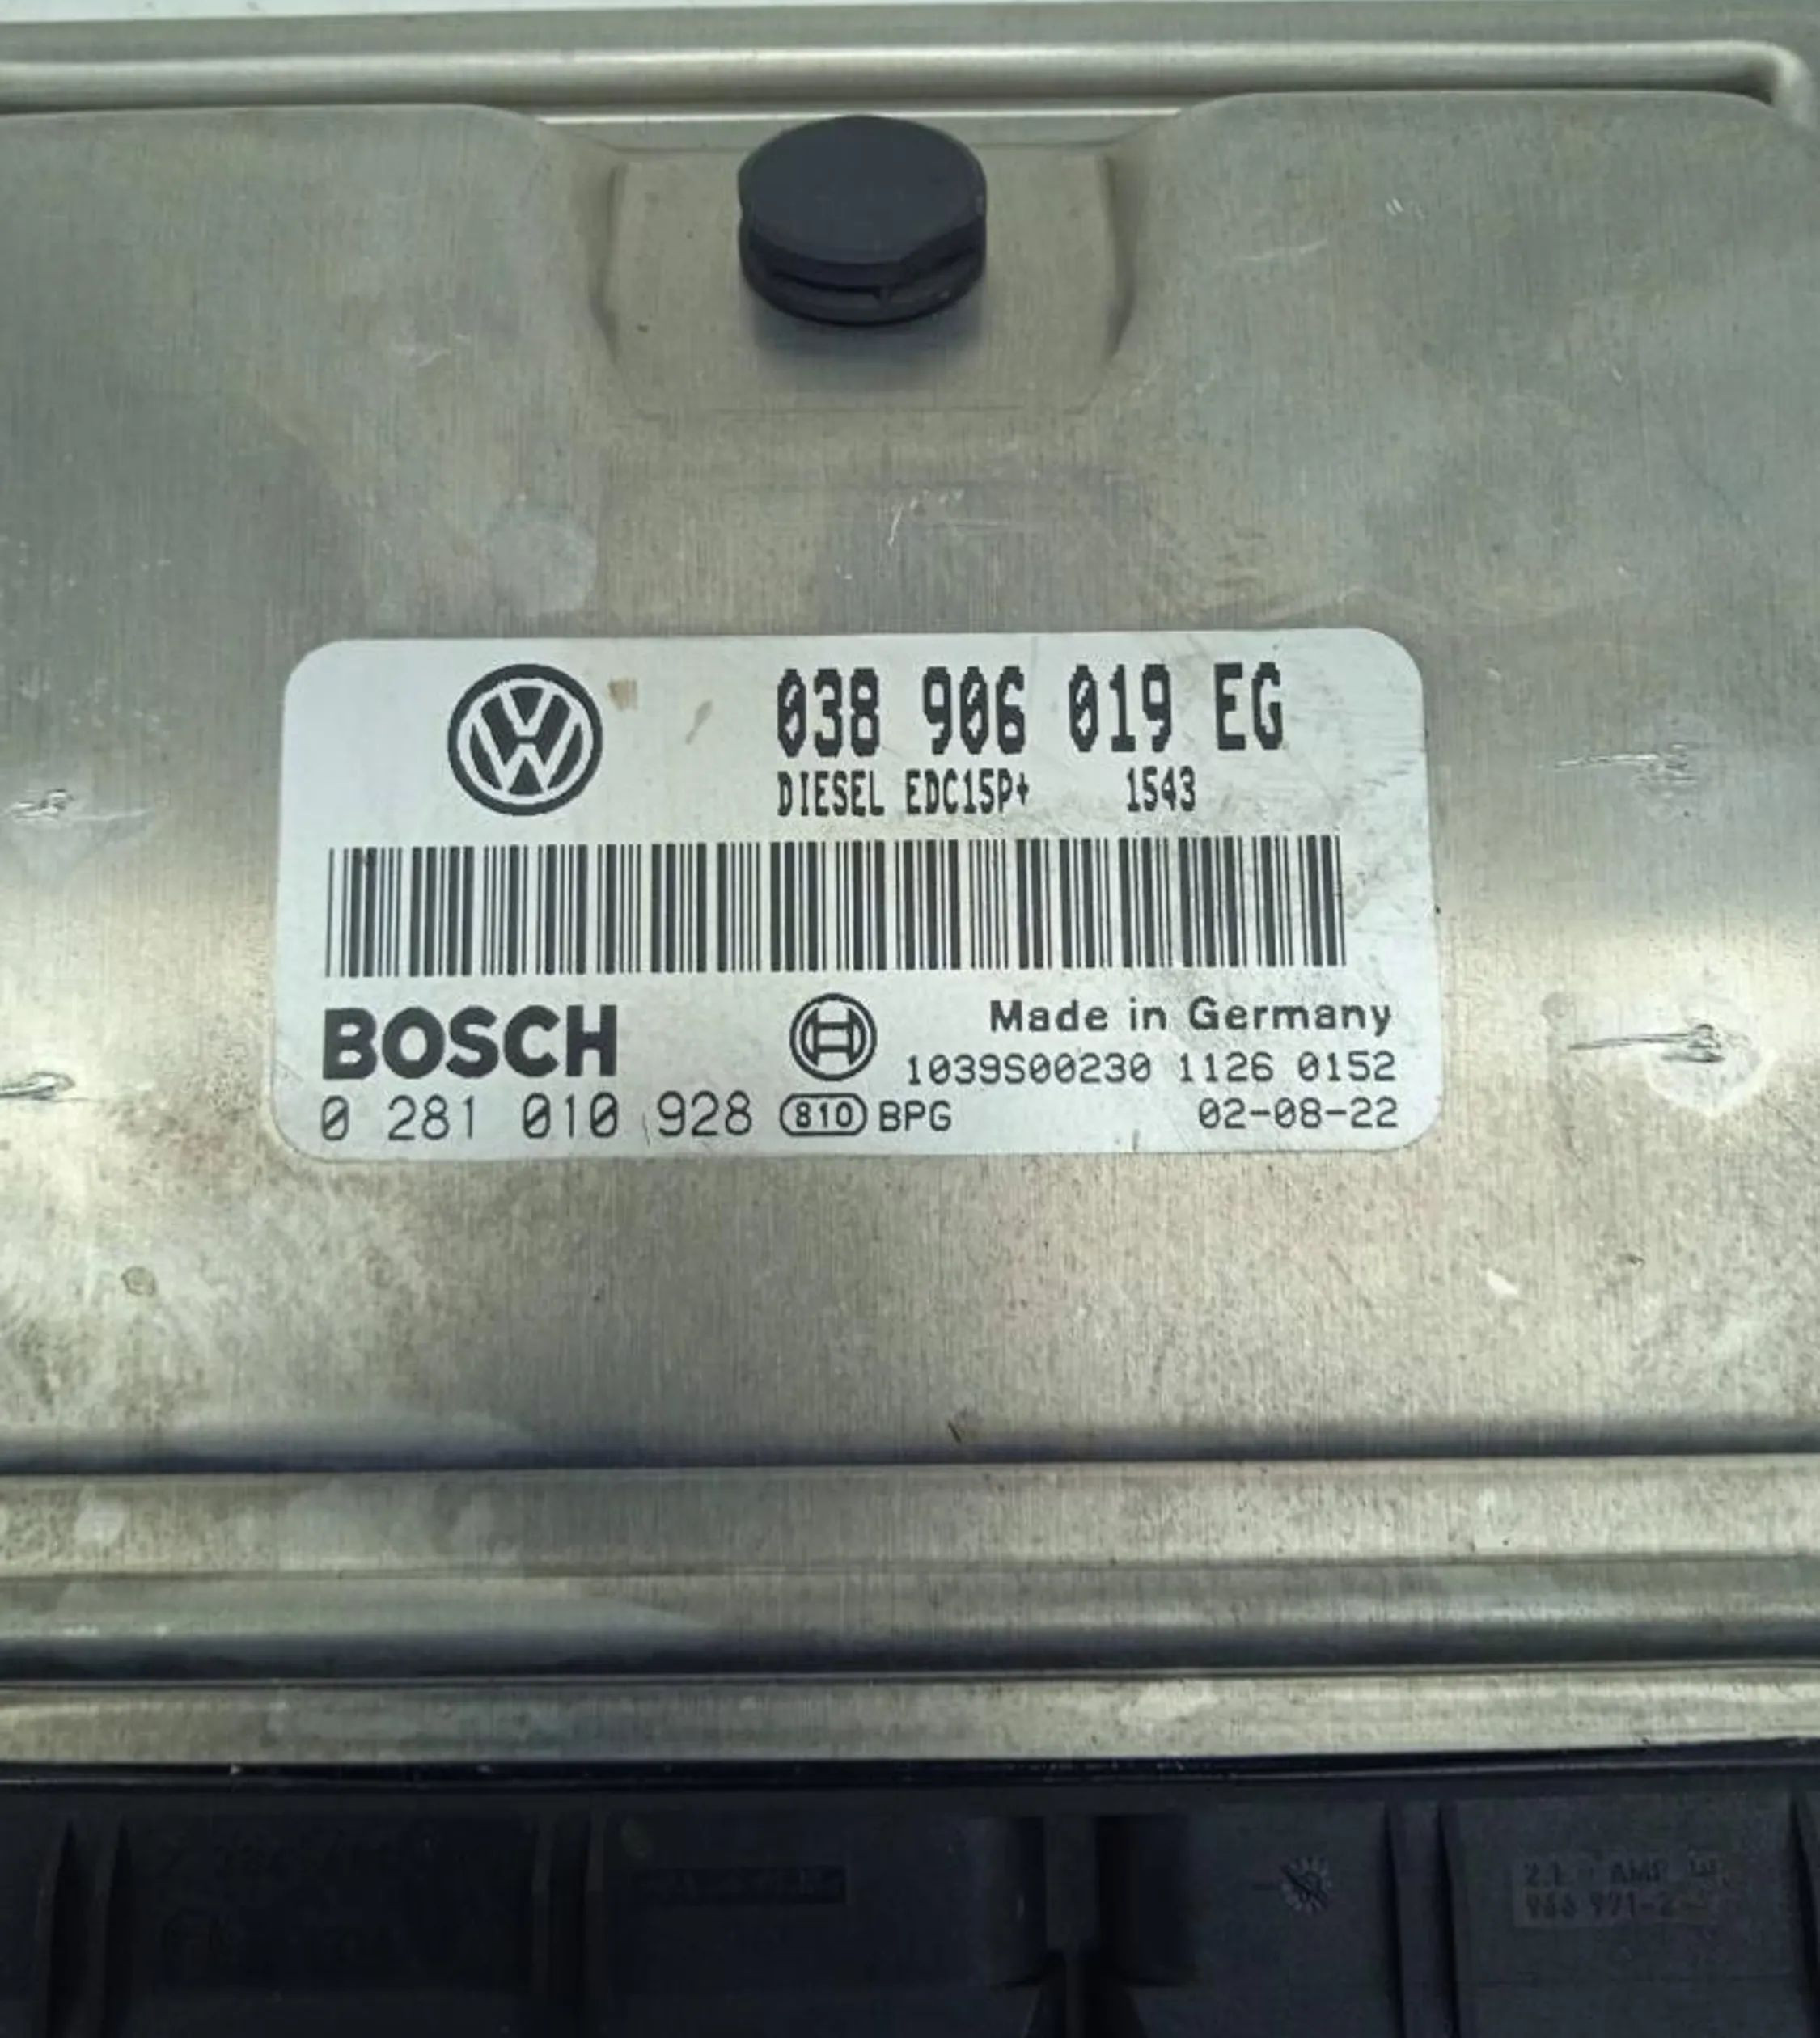 038 906 019 EG
DIESEL EDC15P+ 1543
BOSCH
Made in Germany
1039S00230 1126 0152
0 281 010 928 810 BPG 02-08-22